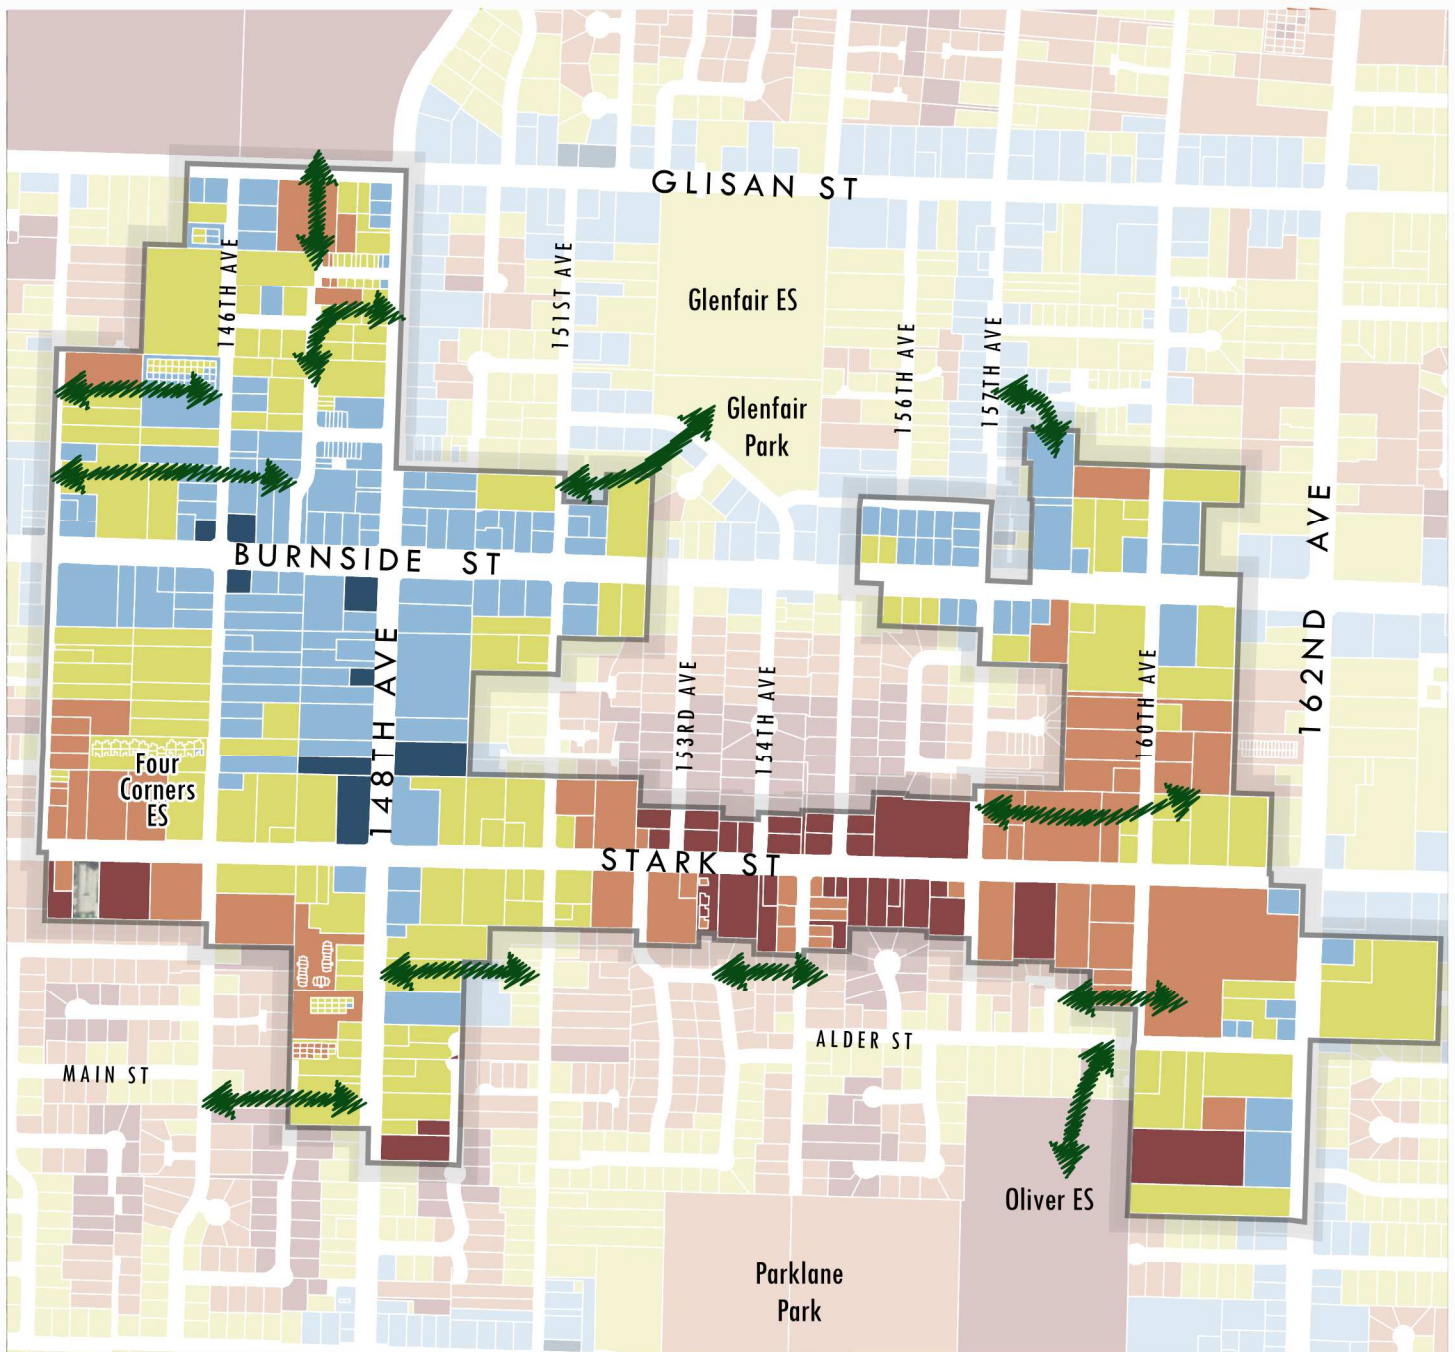 GLISAN ST
146TH AVE
151ST AVE
Glenfair ES
156TH AVE
157TH AVE
Glenfair
Park
162ND AVE
BURNSIDE ST
148TH AVE
153RD AVE
154TH AVE
160TH AVE
Four
Corners
ES
STARK ST
ALDER ST
MAIN ST
Oliver ES
Parklane
Park